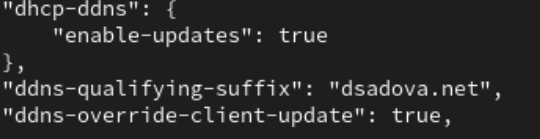 "dhcp-ddns": {
    "enable-updates": true
},
"ddns-qualifying-suffix": "dsadova.net",
"ddns-override-client-update": true,